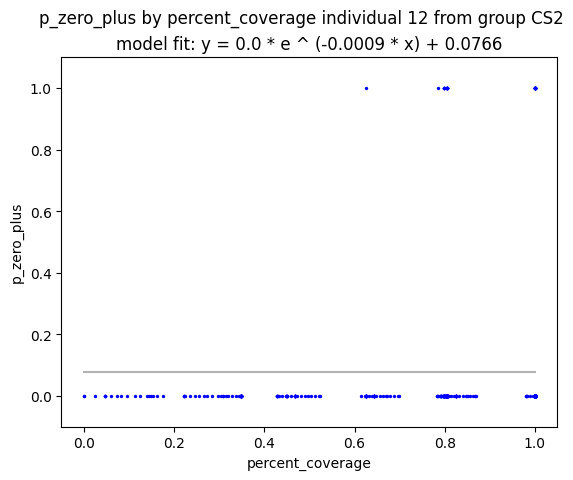 p_zero_plus by percent_coverage individual 12 from group CS2
model fit: y = 0.0 * e ^ (-0.0009 * x) + 0.0766
1.0
0.8
0.6
0.4
0.2
0.0
p_zero_plus
0.0 0.2 0.4 0.6 0.8 1.0
percent_coverage